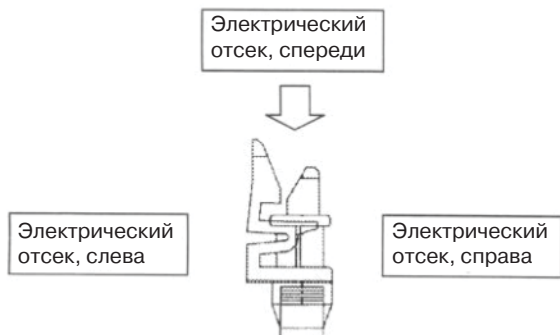 Электрический
отсек, спереди
Электрический
отсек, слева
Электрический
отсек, справа